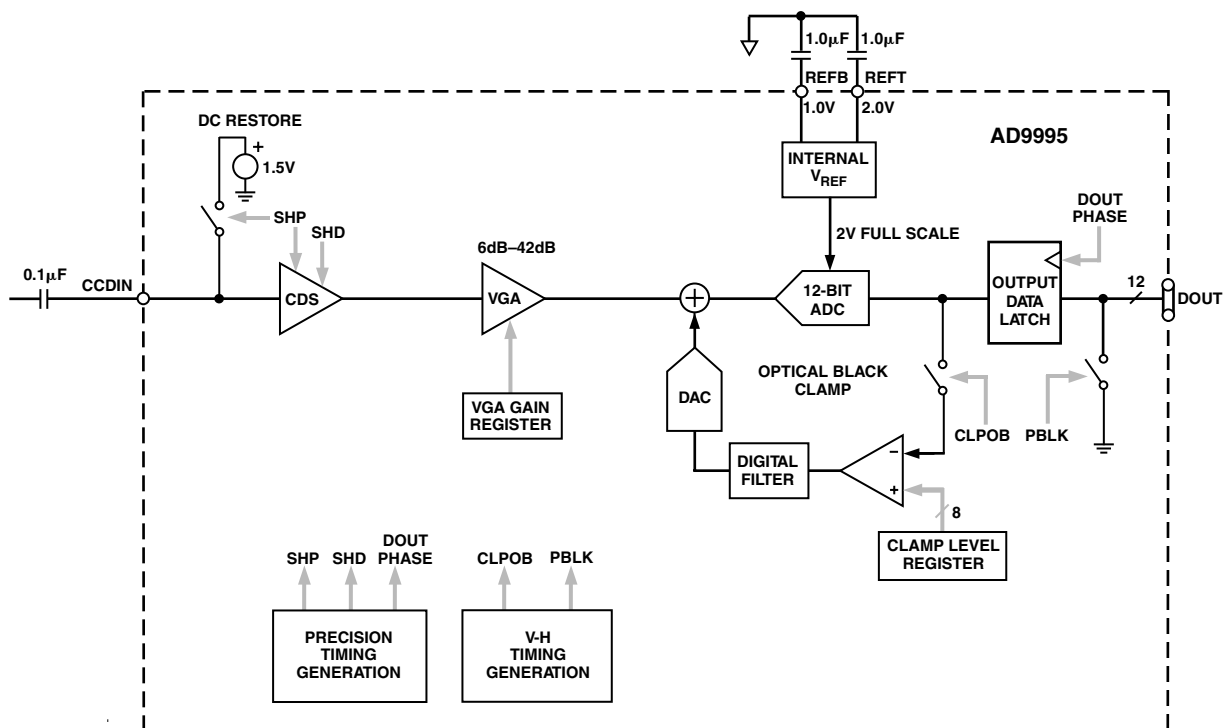 1.0μF 1.0μF
REFB REFT
1.0V 2.0V
DC RESTORE
+
1.5V
AD9995
INTERNAL
VREF
SHP
SHD
DOUT
PHASE
2V FULL SCALE
6dB–42dB
0.1μF
CCDIN
CDS
VGA
+
12-BIT
ADC
OUTPUT
DATA
LATCH
12
DOUT
DAC
OPTICAL BLACK
CLAMP
VGA GAIN
REGISTER
CLPOB PBLK
DIGITAL
FILTER
–
+
8
CLAMP LEVEL
REGISTER
SHP SHD DOUT
PHASE
CLPOB PBLK
PRECISION
TIMING
GENERATION
V-H
TIMING
GENERATION